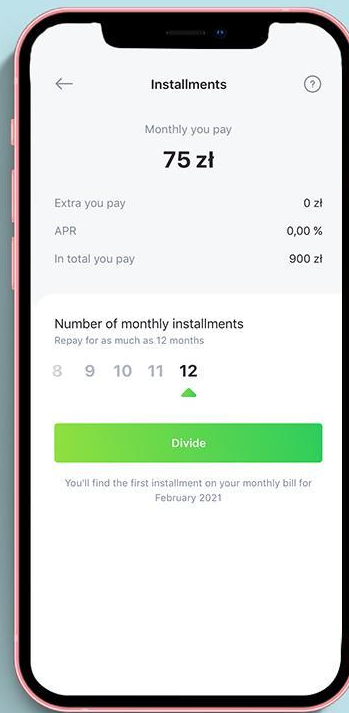 Installments
?
Monthly you pay
75 zł
Extra you pay 0 zł
APR 0,00 %
In total you pay 900 zł
Number of monthly installments
Repay for as much as 12 months
8 9 10 11 12
Divide
You'll find the first installment on your monthly bill for
February 2021